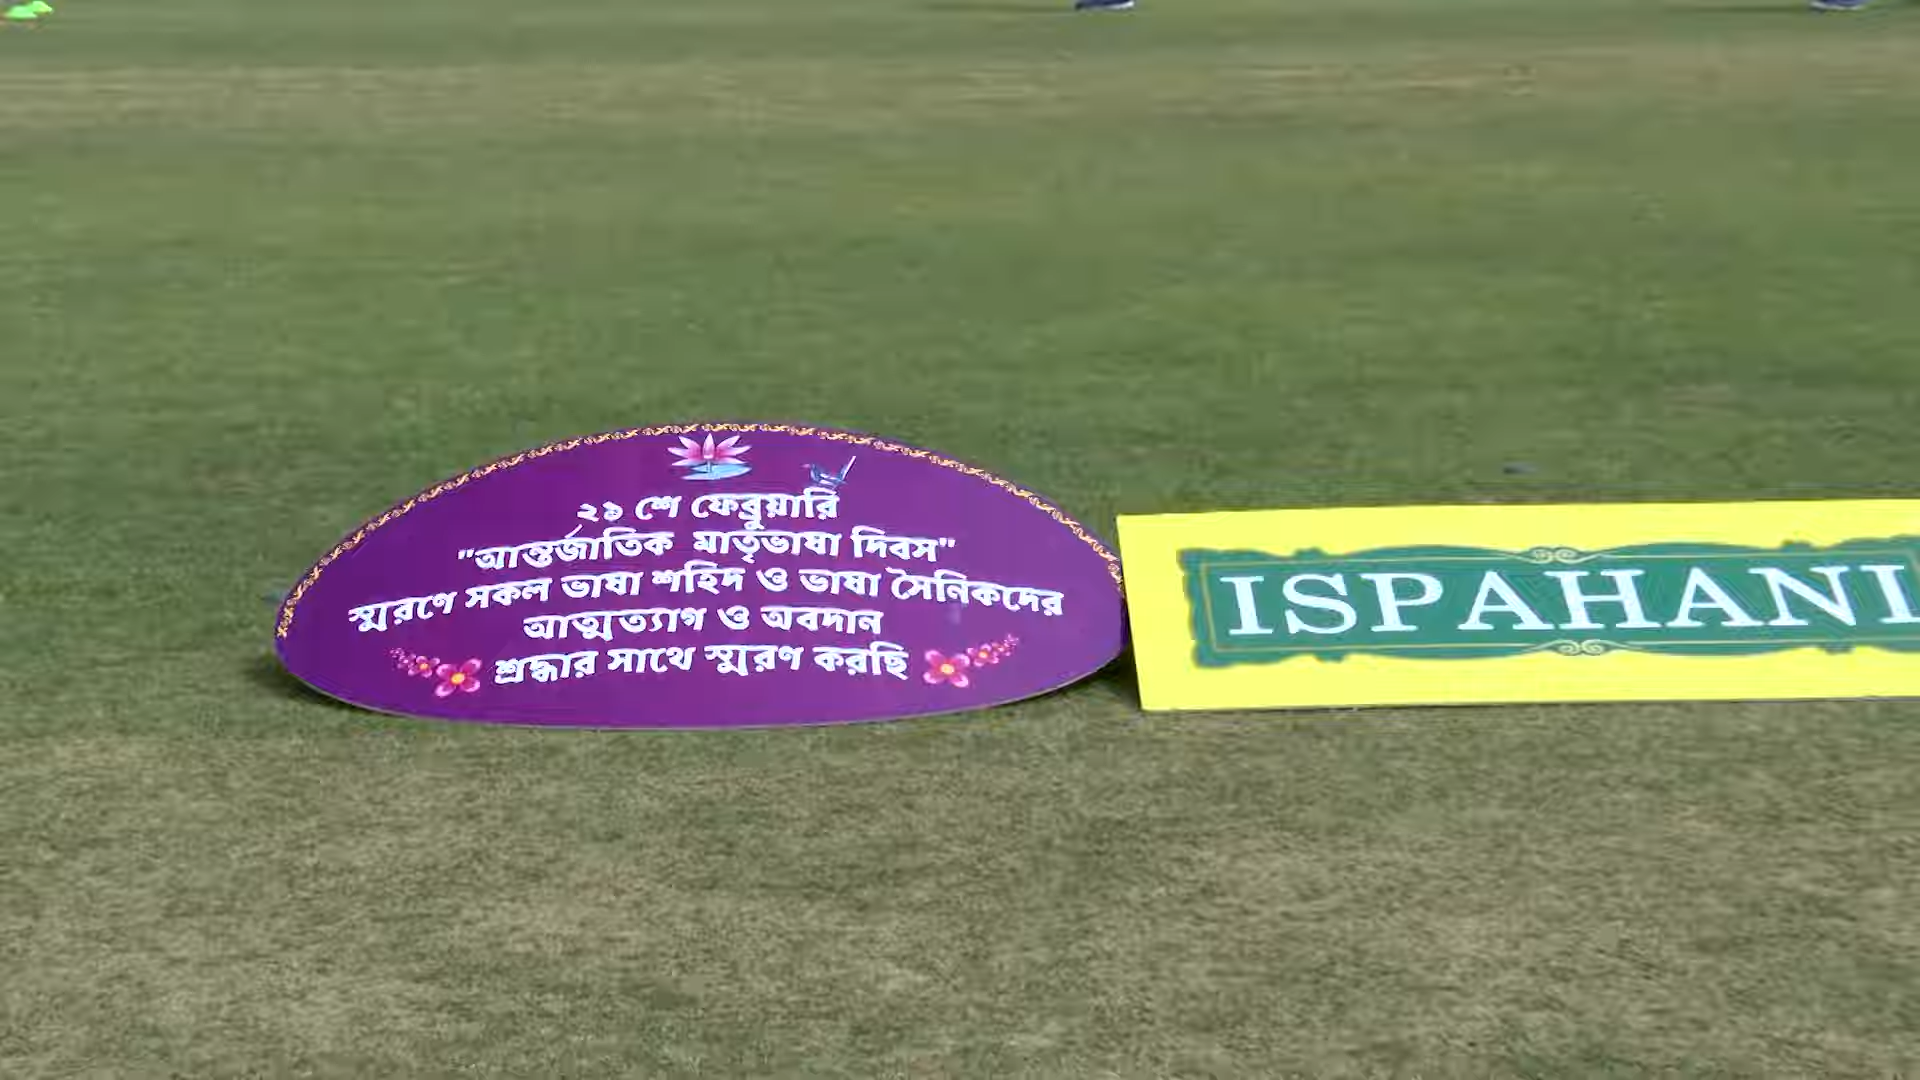 ২১ শে ফেব্রুয়ারি
"আন্তর্জাতিক মাতৃভাষা দিবস"
স্মরণে সকল ভাষা শহিদ ও ভাষা সৈনিকদের
আত্মত্যাগ ও অবদান
শ্রদ্ধার সাথে স্মরণ করছি
ISPAHANI